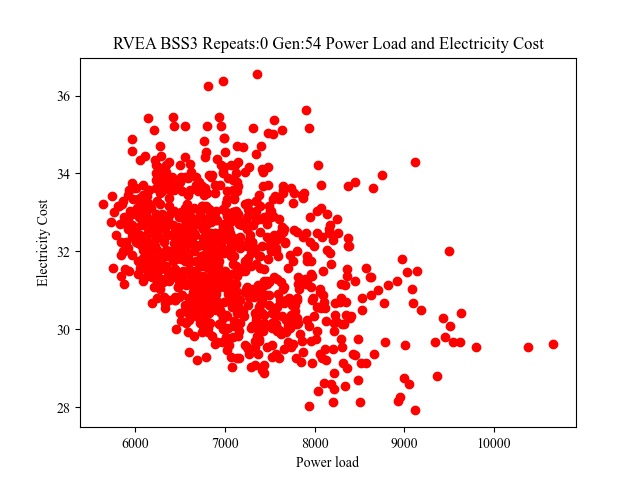 RVEA BSS3 Repeats:0 Gen:54 Power Load and Electricity Cost
36
34
32
30
28
Electricity Cost
6000 7000 8000 9000 10000
Power load